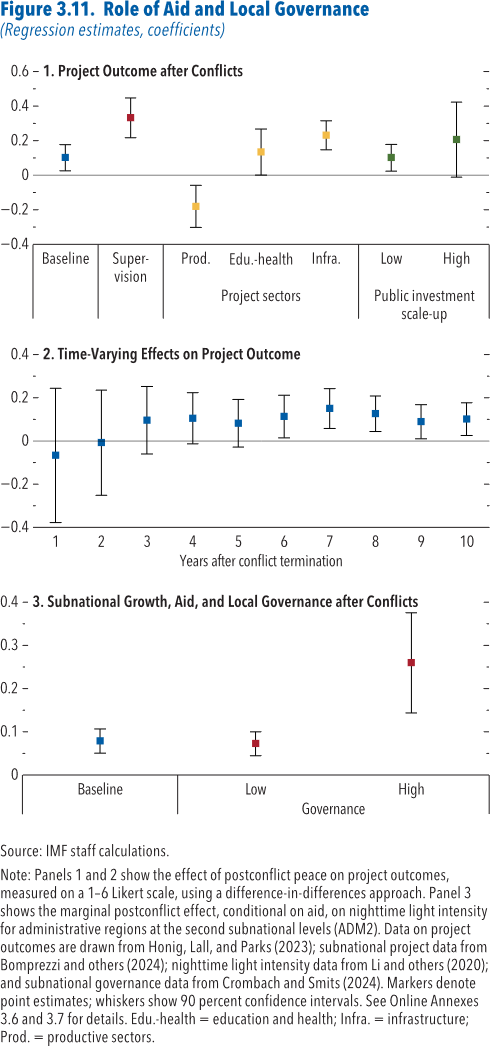 Figure 3.11. Role of Aid and Local Governance
(Regression estimates, coefficients)
1. Project Outcome after Conflicts
0.6
0.4
0.2
0
−0.2
−0.4
Baseline
Super-
vision
Prod.
Edu.-health
Infra.
Low
High
Project sectors
Public investment
scale-up
2. Time-Varying Effects on Project Outcome
0.4
0.2
0
−0.2
−0.4
1 2 3 4 5 6 7 8 9 10
Years after conflict termination
3. Subnational Growth, Aid, and Local Governance after Conflicts
0.4
0.3
0.2
0.1
0
Baseline
Low
High
Governance
Source: IMF staff calculations.
Note: Panels 1 and 2 show the effect of postconflict peace on project outcomes,
measured on a 1–6 Likert scale, using a difference-in-differences approach. Panel 3
shows the marginal postconflict effect, conditional on aid, on nighttime light intensity
for administrative regions at the second subnational levels (ADM2). Data on project
outcomes are drawn from Honig, Lall, and Parks (2023); subnational project data from
Bomprezzi and others (2024); nighttime light intensity data from Li and others (2020);
and subnational governance data from Crombach and Smits (2024). Markers denote
point estimates; whiskers show 90 percent confidence intervals. See Online Annexes
3.6 and 3.7 for details. Edu.-health = education and health; Infra. = infrastructure;
Prod. = productive sectors.